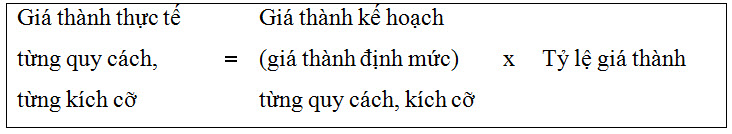 Giá thành thực tế Giá thành kế hoạch
từng quy cách, = (giá thành định mức) x Tỷ lệ giá thành
từng kích cỡ từng quy cách, kích cỡ